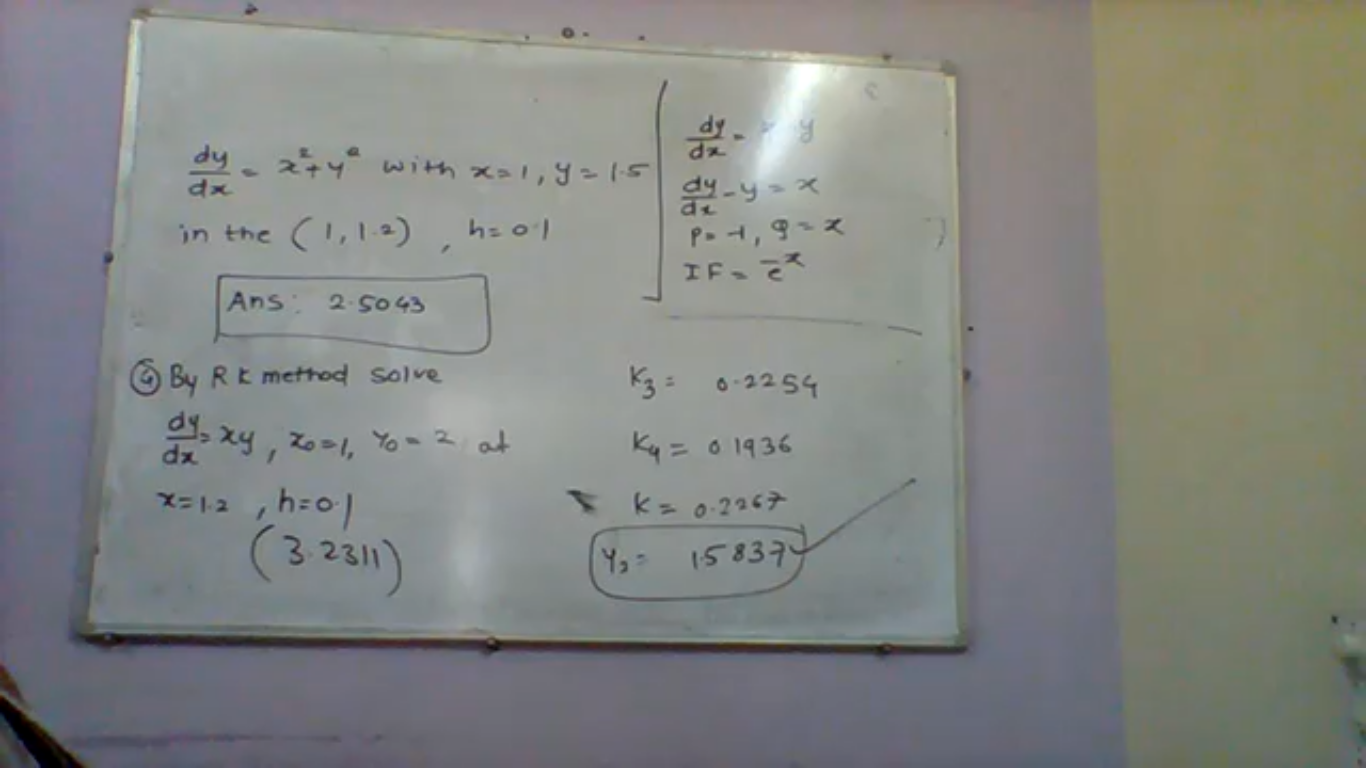 dy/dx = x² + y² with x = 1, y = 1.5
in the (1, 1.2) , h = 0.1
Ans: 2.5043
④ By R K method solve
dy/dx = xy, x₀ = 1, y₀ = 2 at
x = 1.2 , h = 0.1
(3.2311)
dy/dx = y
dy/dx - y = x
P = -1, Q = x
IF = e⁻ˣ
K₃ = 0.2254
K₄ = 0.1936
K = 0.2267
Y₂ = 1.5837